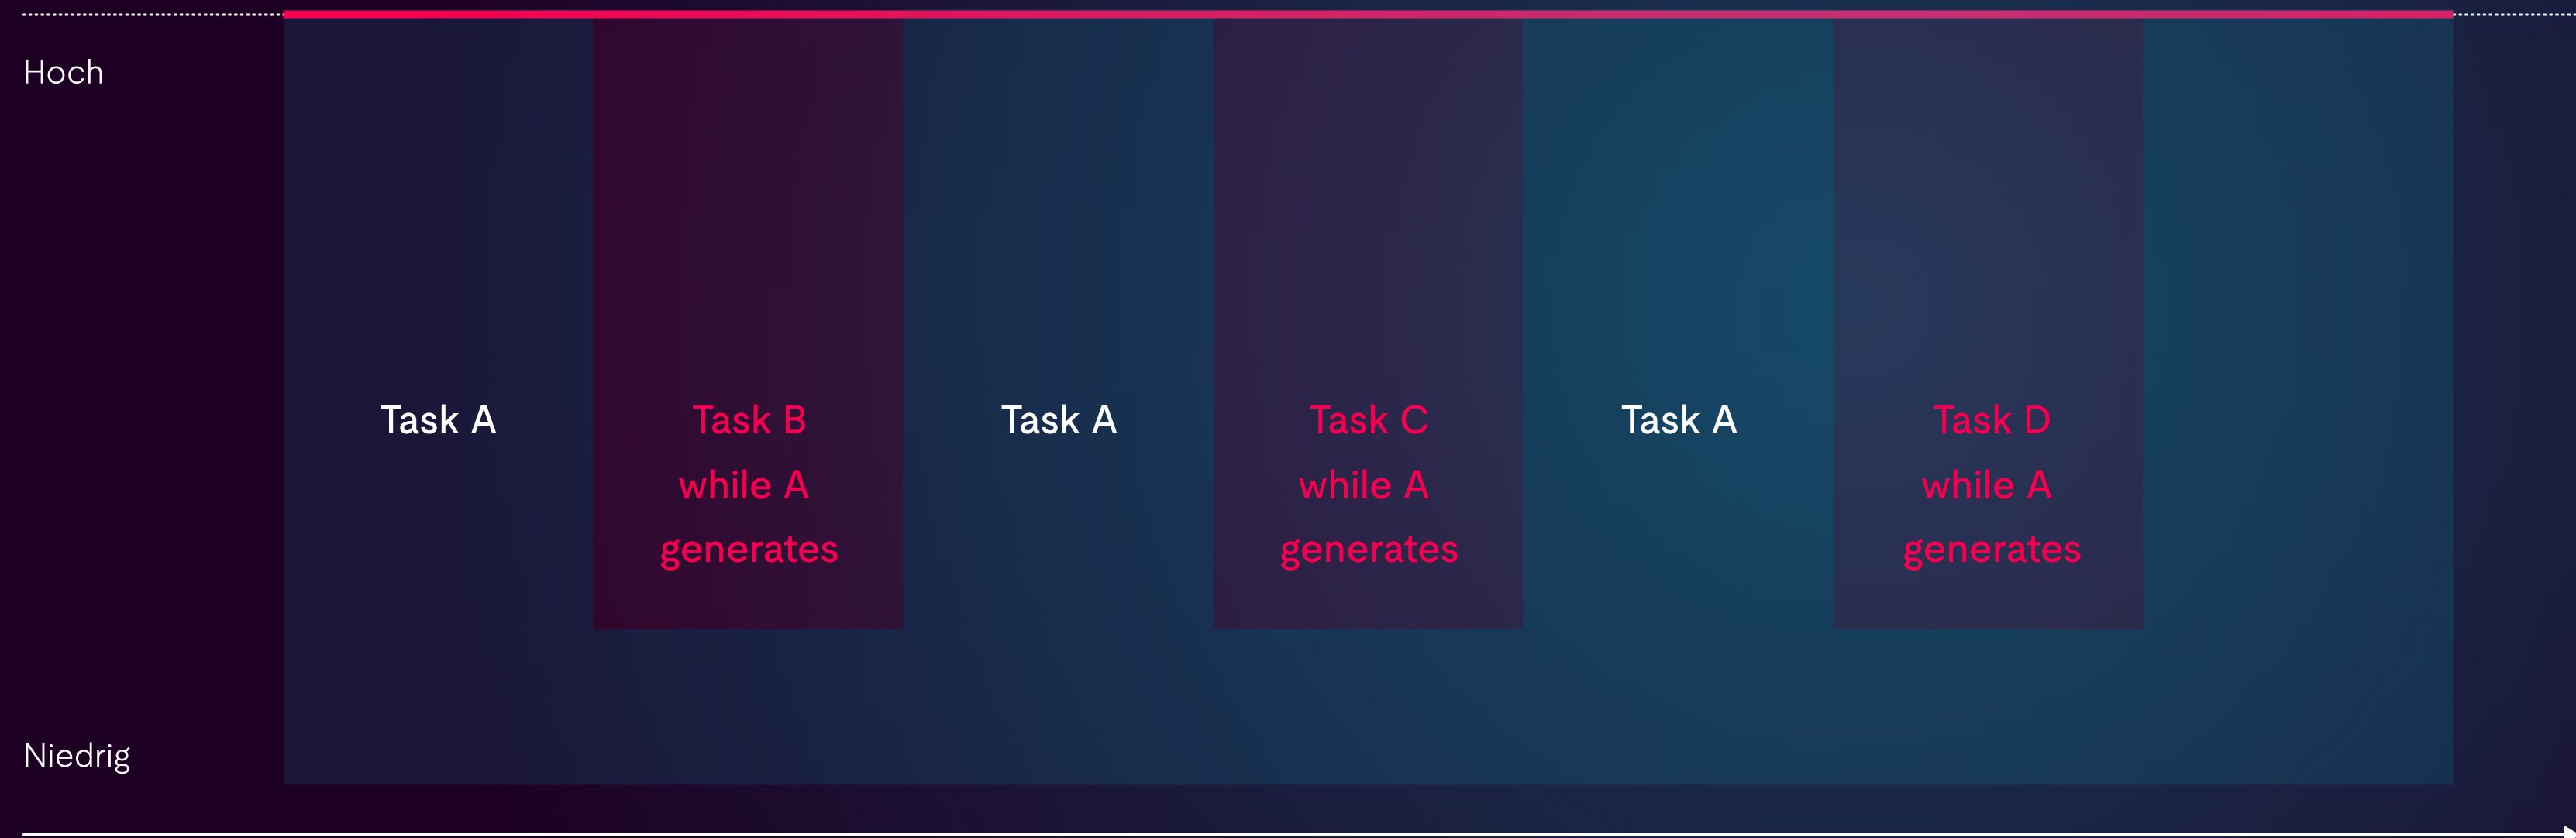 Hoch
Task A
Task B
while A
generates
Task A
Task C
while A
generates
Task A
Task D
while A
generates
Niedrig